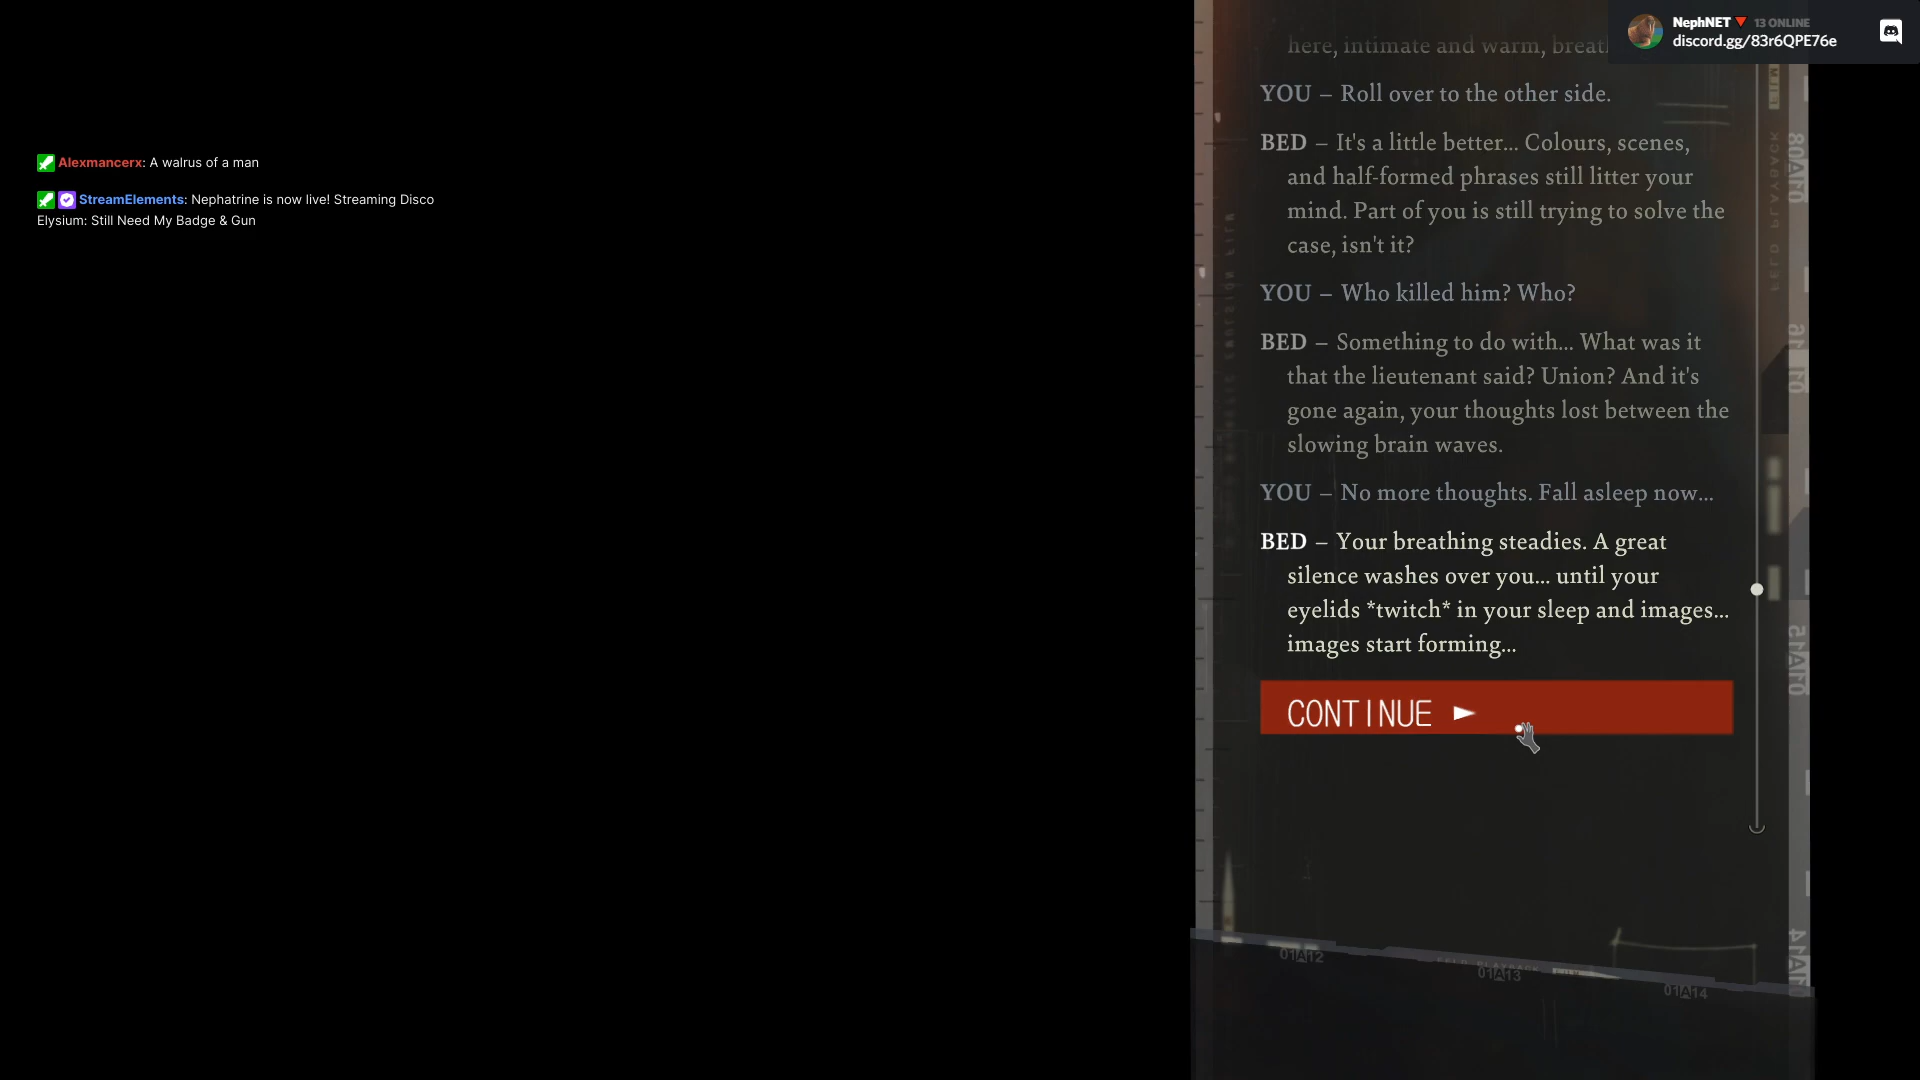 NephNET 13 ONLINE
discord.gg/83r6QPE76e
Alexmancerx: A walrus of a man
StreamElements: Nephatrine is now live! Streaming Disco
Elysium: Still Need My Badge & Gun
here, intimate and warm,
YOU – Roll over to the other side.
BED – It's a little better... Colours, scenes,
and half-formed phrases still litter your
mind. Part of you is still trying to solve the
case, isn't it?
YOU – Who killed him? Who?
BED – Something to do with... What was it
that the lieutenant said? Union? And it's
gone again, your thoughts lost between the
slowing brain waves.
YOU – No more thoughts. Fall asleep now...
BED – Your breathing steadies. A great
silence washes over you... until your
eyelids *twitch* in your sleep and images...
images start forming...
CONTINUE
01A12
01A13
01A14